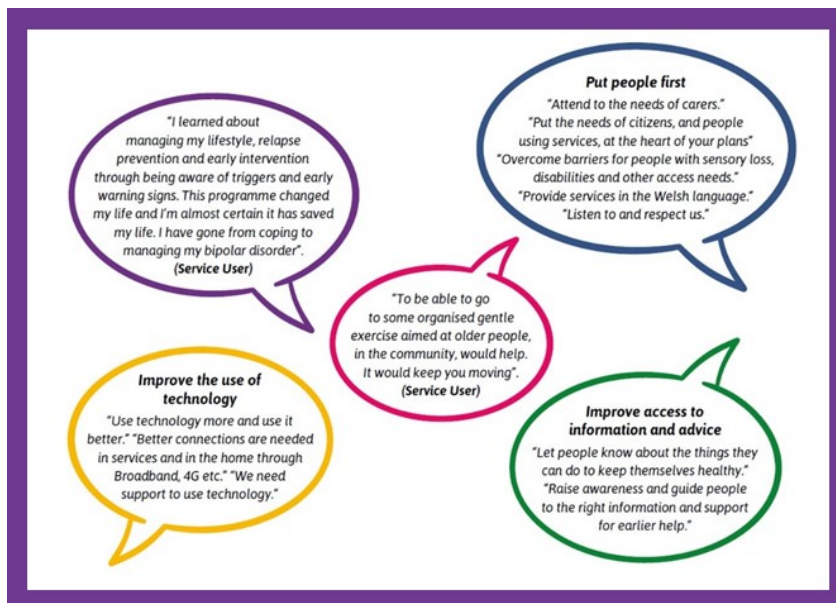 "I learned about
managing my lifestyle, relapse
prevention and early intervention
through being aware of triggers and early
warning signs. This programme changed
my life and I'm almost certain it has saved
my life. I have gone from coping to
managing my bipolar disorder".
(Service User)
Put people first
"Attend to the needs of carers."
"Put the needs of citizens, and people
using services, at the heart of your plans"
"Overcome barriers for people with sensory loss,
disabilities and other access needs."
"Provide services in the Welsh language."
"Listen to and respect us."
"To be able to go
to some organised gentle
exercise aimed at older people,
in the community, would help.
It would keep you moving".
(Service User)
Improve the use of
technology
"Use technology more and use it
better." "Better connections are needed
in services and in the home through
Broadband, 4G etc." "We need
support to use technology."
Improve access to
information and advice
"Let people know about the things they
can do to keep themselves healthy."
"Raise awareness and guide people
to the right information and support
for earlier help."